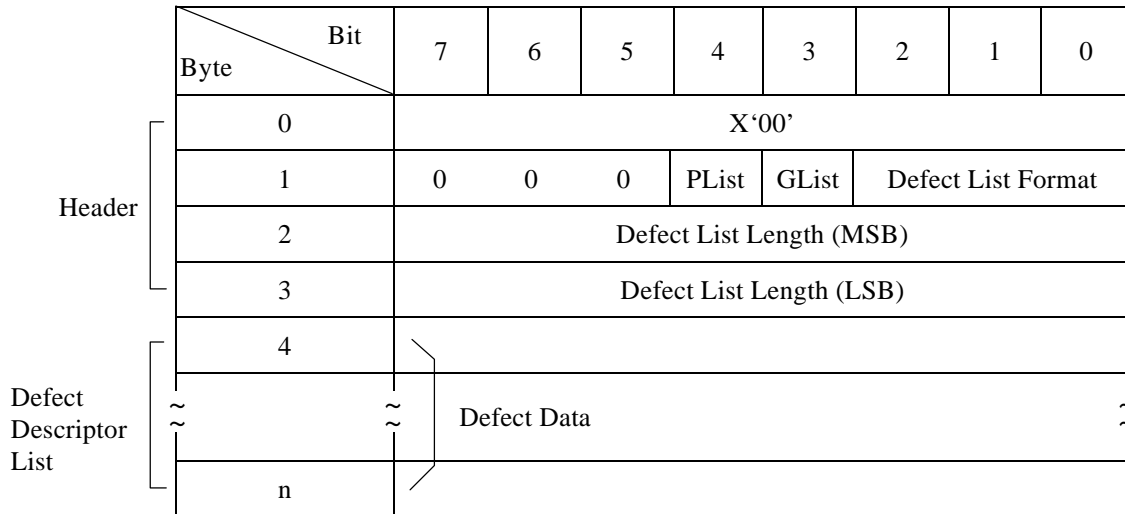 Bit
Byte
7 6 5 4 3 2 1 0
0 X‘00’
1 0 0 0 PList GList Defect List Format
Header
2 Defect List Length (MSB)
3 Defect List Length (LSB)
4
Defect
Descriptor
List
~ ~ ~
~ ~ ~
Defect Data
n